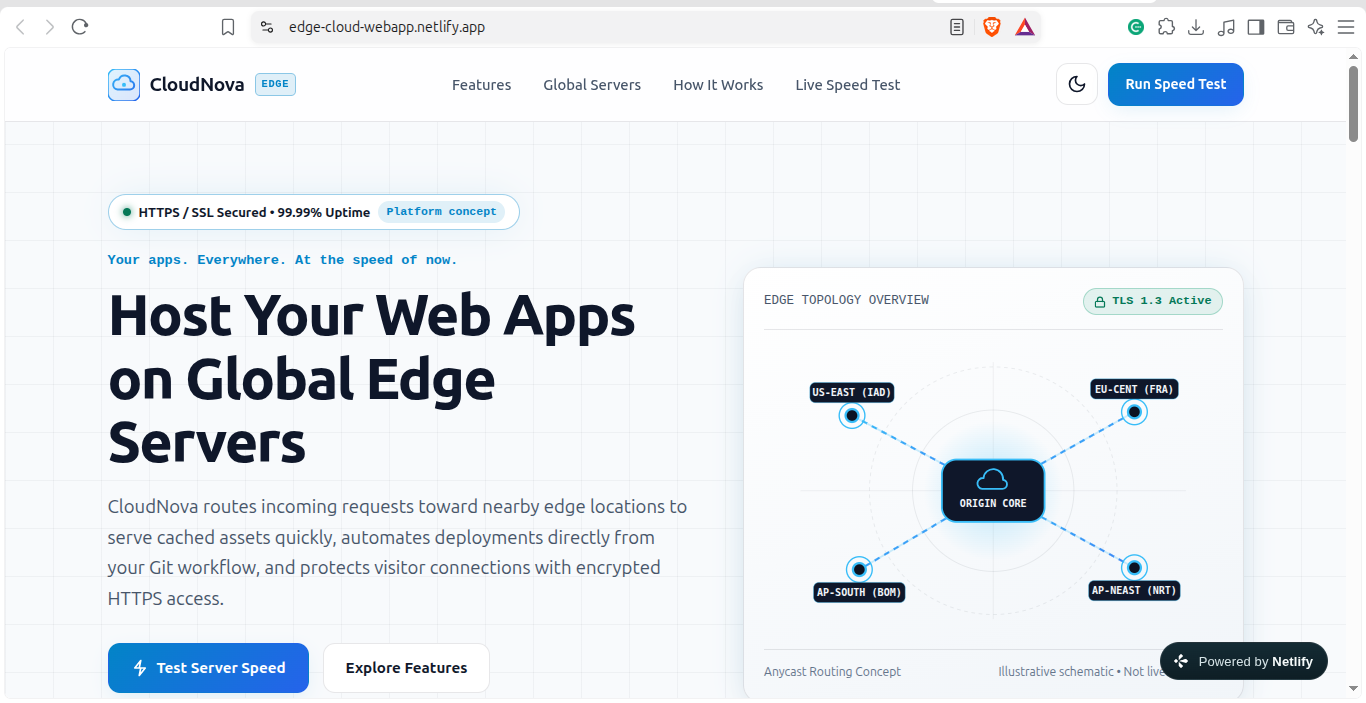 edge-cloud-webapp.netlify.app
CloudNova EDGE
Features Global Servers How It Works Live Speed Test
Run Speed Test
HTTPS / SSL Secured • 99.99% Uptime Platform concept
Your apps. Everywhere. At the speed of now.
Host Your Web Apps
on Global Edge
Servers
CloudNova routes incoming requests toward nearby edge locations to
serve cached assets quickly, automates deployments directly from
your Git workflow, and protects visitor connections with encrypted
HTTPS access.
Test Server Speed Explore Features
EDGE TOPOLOGY OVERVIEW TLS 1.3 Active
US-EAST (IAD) EU-CENT (FRA)
ORIGIN CORE
AP-SOUTH (BOM) AP-NEAST (NRT)
Anycast Routing Concept Illustrative schematic • Not live
Powered by Netlify